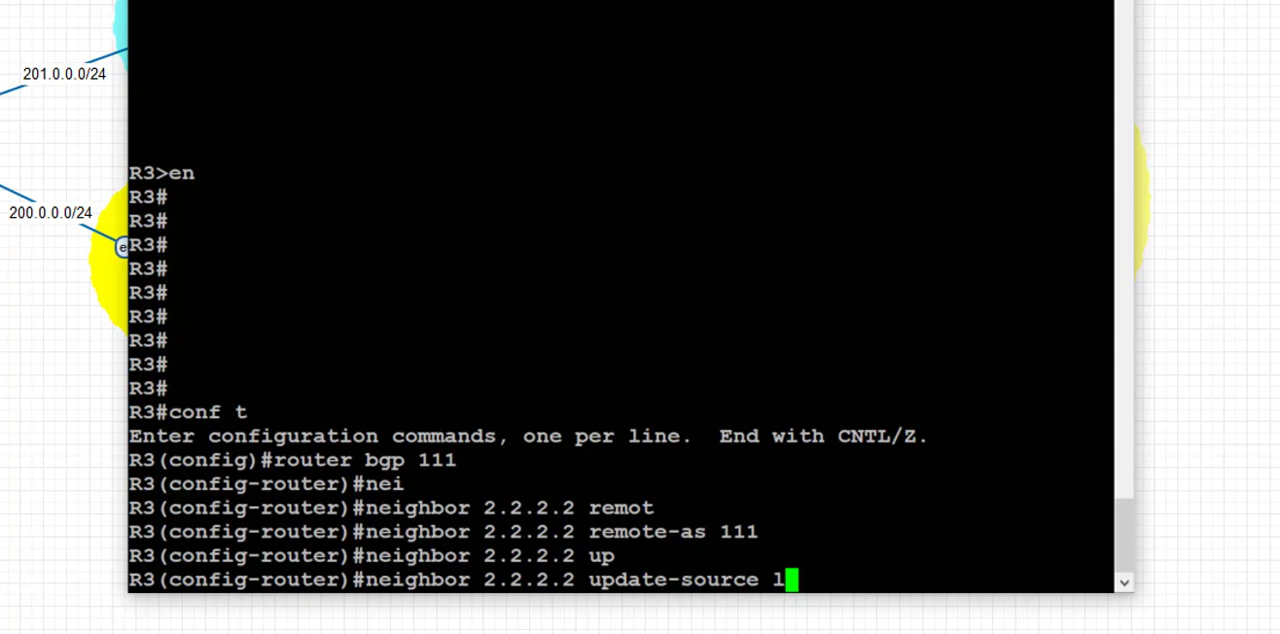 201.0.0.0/24
200.0.0.0/24
e
R3>en
R3#
R3#
R3#
R3#
R3#
R3#
R3#
R3#
R3#
R3#conf t
Enter configuration commands, one per line.  End with CNTL/Z.
R3(config)#router bgp 111
R3(config-router)#nei
R3(config-router)#neighbor 2.2.2.2 remot
R3(config-router)#neighbor 2.2.2.2 remote-as 111
R3(config-router)#neighbor 2.2.2.2 up
R3(config-router)#neighbor 2.2.2.2 update-source l